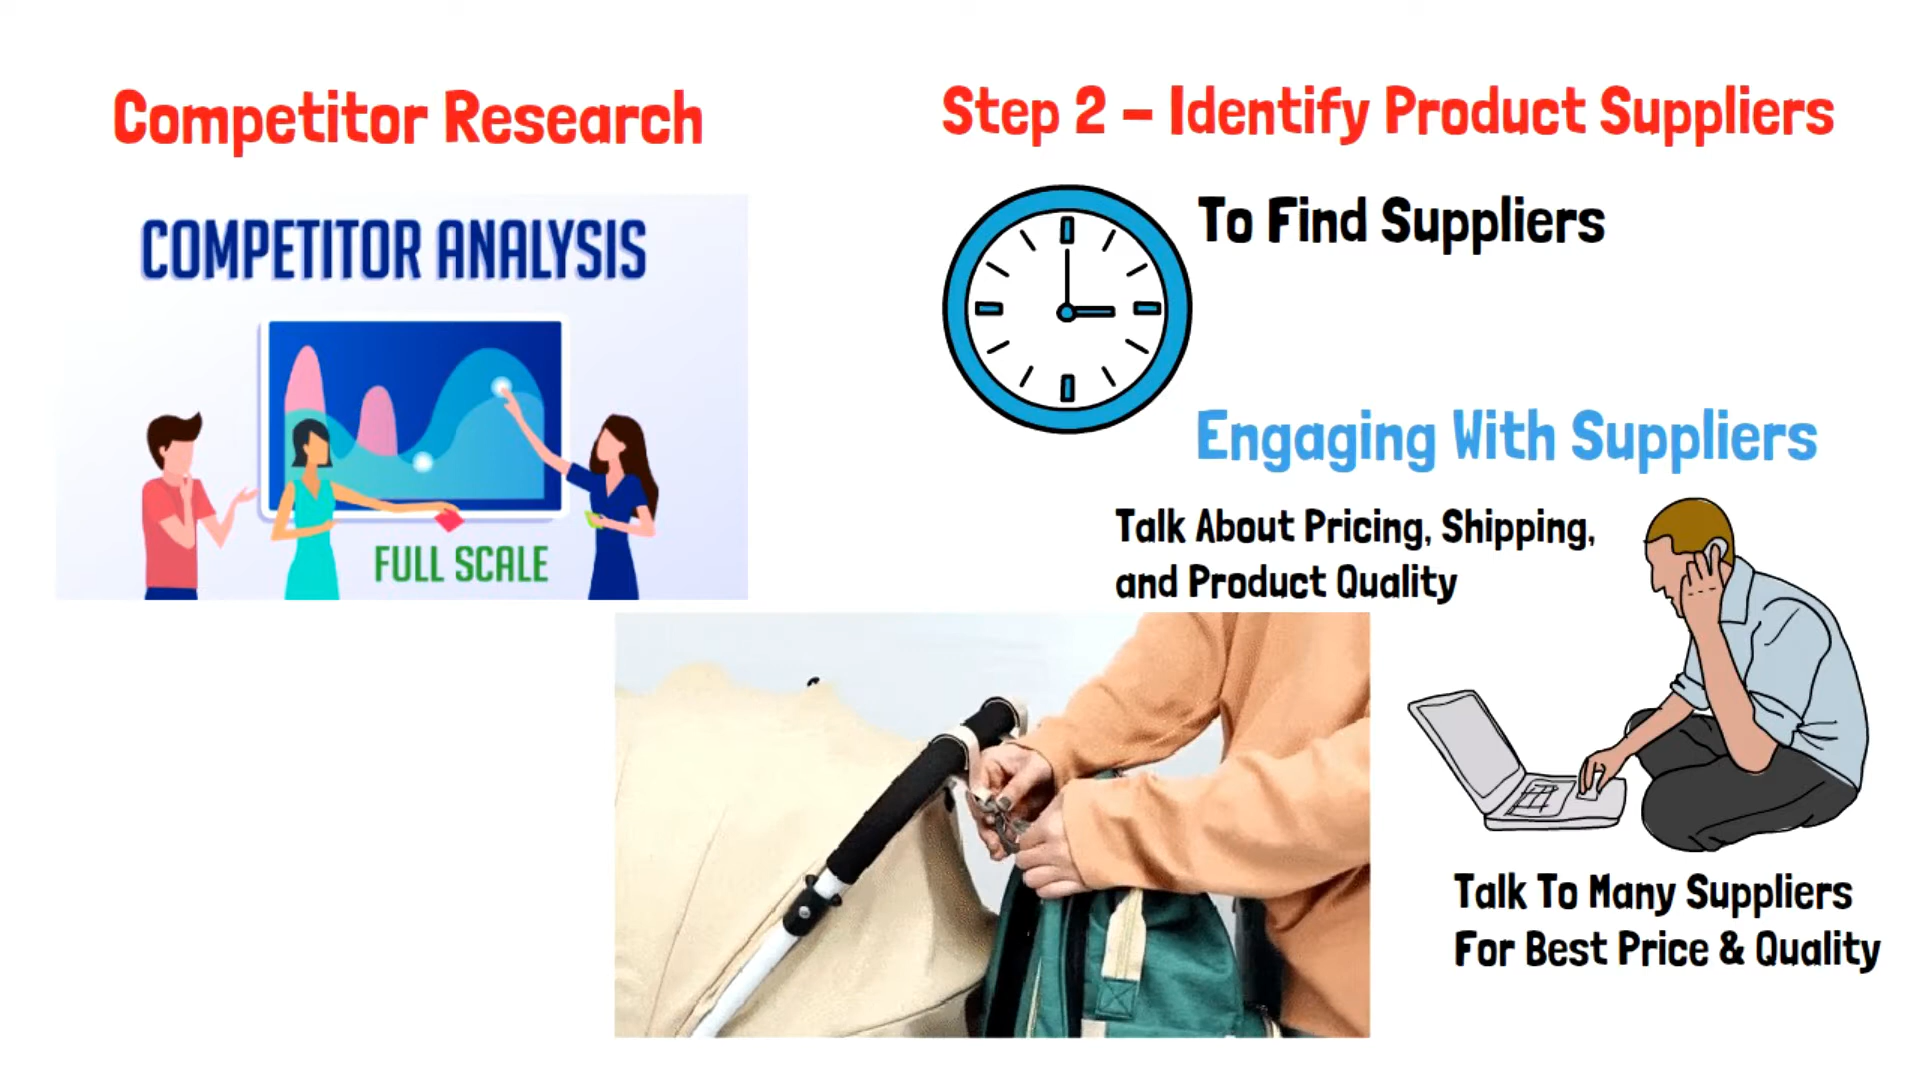 Competitor Research
COMPETITOR ANALYSIS
FULL SCALE
Step 2 – Identify Product Suppliers
To Find Suppliers
Engaging With Suppliers
Talk About Pricing, Shipping,
and Product Quality
Talk To Many Suppliers
For Best Price & Quality